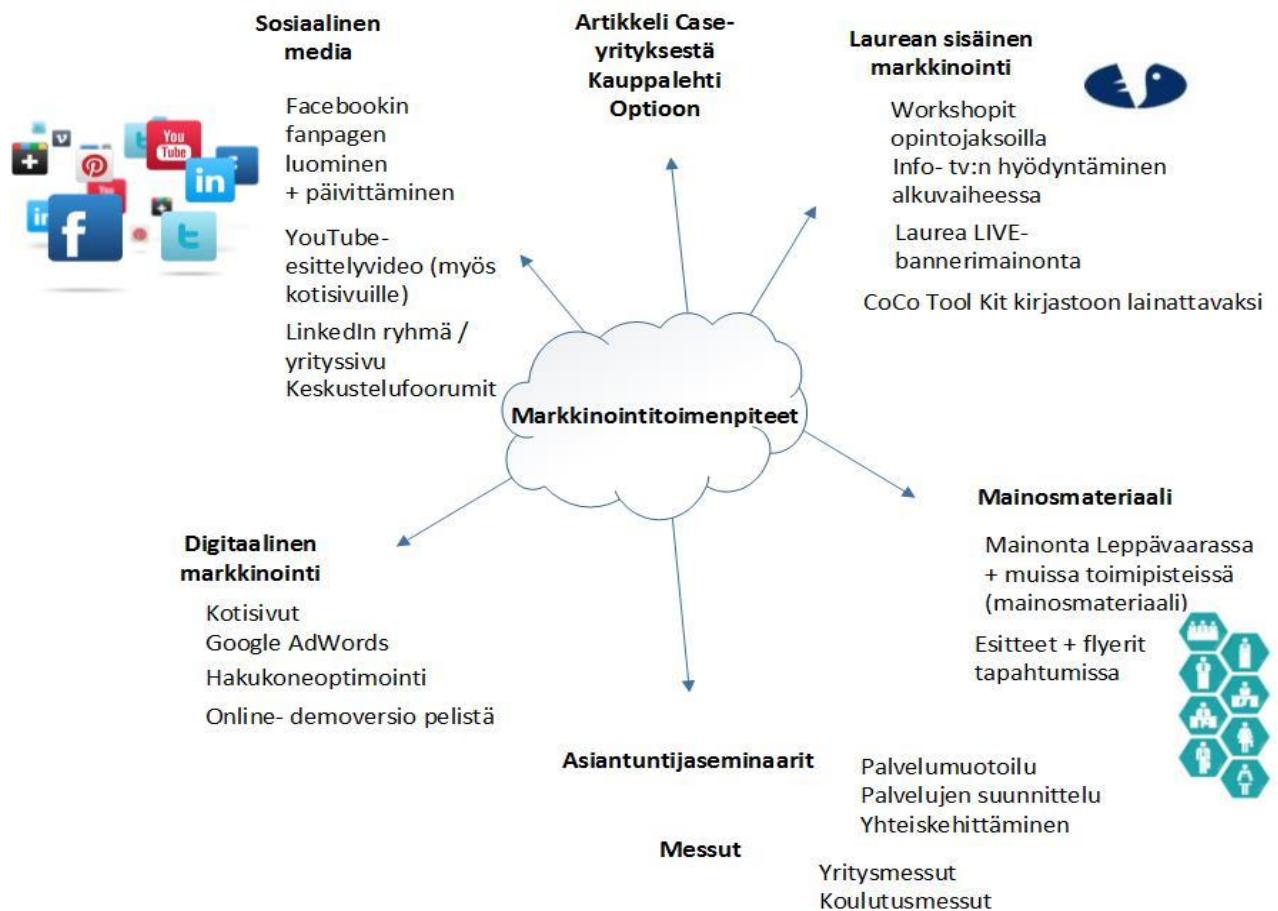 Sosiaalinen
media
Facebookin
fanpagen
luominen
+ päivittäminen
YouTube-
esittelyvideo (myös
kotisivuille)
LinkedIn ryhmä /
yrityssivu
Keskustelufoorumit
You
Tube
in
f
t
Artikkeli Case-
yrityksestä
Kauppalehti
Optioon
Laurean sisäinen
markkinointi
Workshopit
opintojaksoilla
Info- tv:n hyödyntäminen
alkuvaiheessa
Laurea LIVE-
bannerimainonta
CoCo Tool Kit kirjastoon lainattavaksi
Markkinointitoimenpiteet
Digitaalinen
markkinointi
Kotisivut
Google AdWords
Hakukoneoptimointi
Online- demoversio pelistä
Mainosmateriaali
Mainonta Leppävaarassa
+ muissa toimipisteissä
(mainosmateriaali)
Esitteet + flyerit
tapahtumissa
Asiantuntijaseminaarit
Palvelumuotoilu
Palvelujen suunnittelu
Yhteiskehittäminen
Messut
Yritysmessut
Koulutusmessut